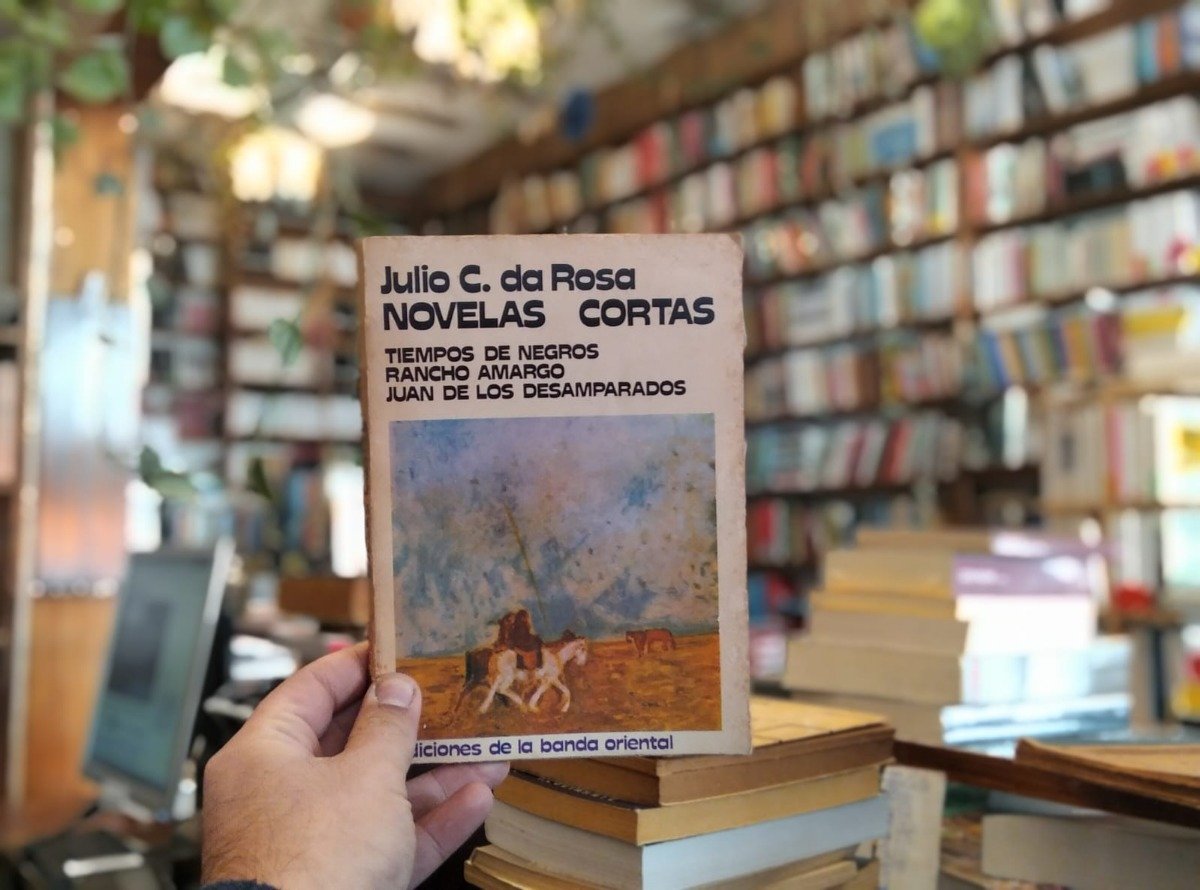 Julio C. da Rosa
NOVELAS CORTAS
TIEMPOS DE NEGROS
RANCHO AMARGO
JUAN DE LOS DESAMPARADOS
diciones de la banda oriental